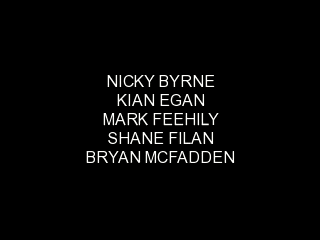 NICKY BYRNE
KIAN EGAN
MARK FEEHILY
SHANE FILAN
BRYAN MCFADDEN